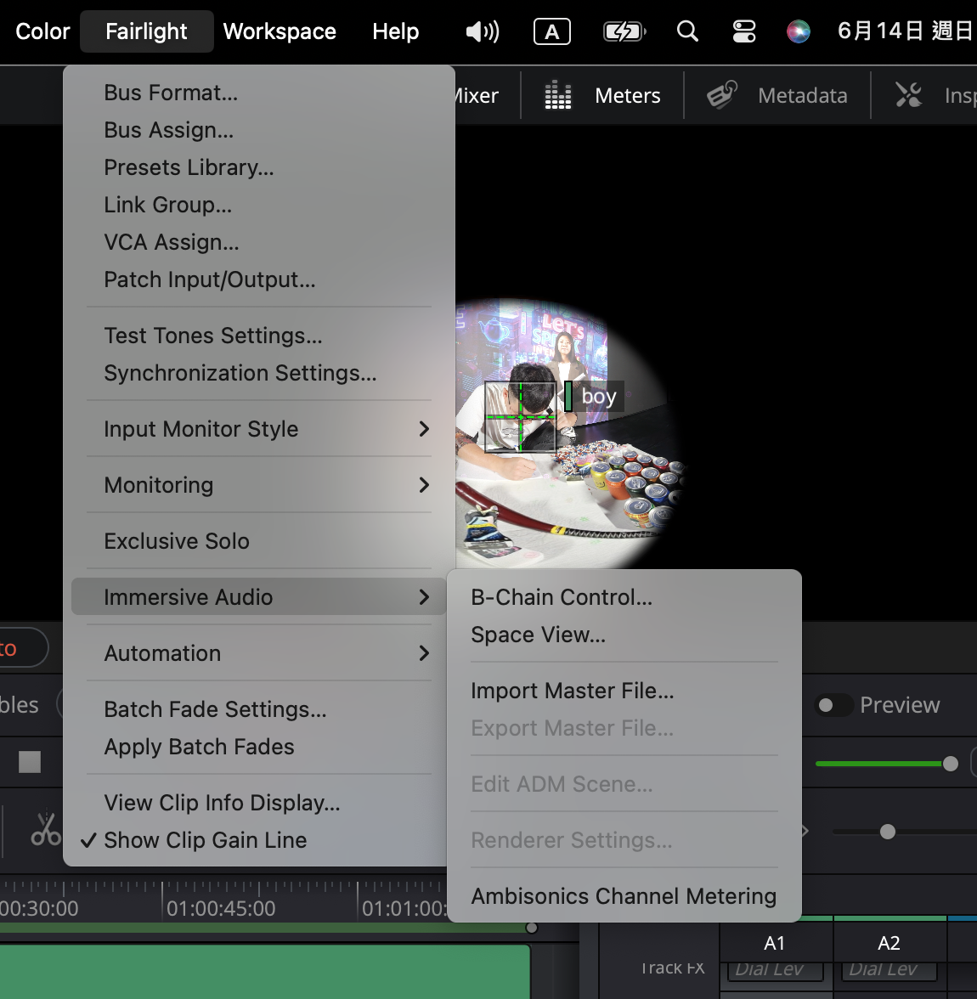 Color Fairlight Workspace Help A 6月14日 週日
Mixer Meters Metadata Insp
Bus Format...
Bus Assign...
Presets Library...
Link Group...
VCA Assign...
Patch Input/Output...
Test Tones Settings...
Synchronization Settings...
Input Monitor Style
Monitoring
Exclusive Solo
Immersive Audio
Automation
Batch Fade Settings...
Apply Batch Fades
View Clip Info Display...
✓ Show Clip Gain Line
LET'S
boy
B-Chain Control...
Space View...
Import Master File...
Export Master File...
Edit ADM Scene...
Renderer Settings...
Ambisonics Channel Metering
to
bles
Preview
00:30:00 01:00:45:00 01:01:00:
A1 A2
Track FX Dial Lev Dial Lev